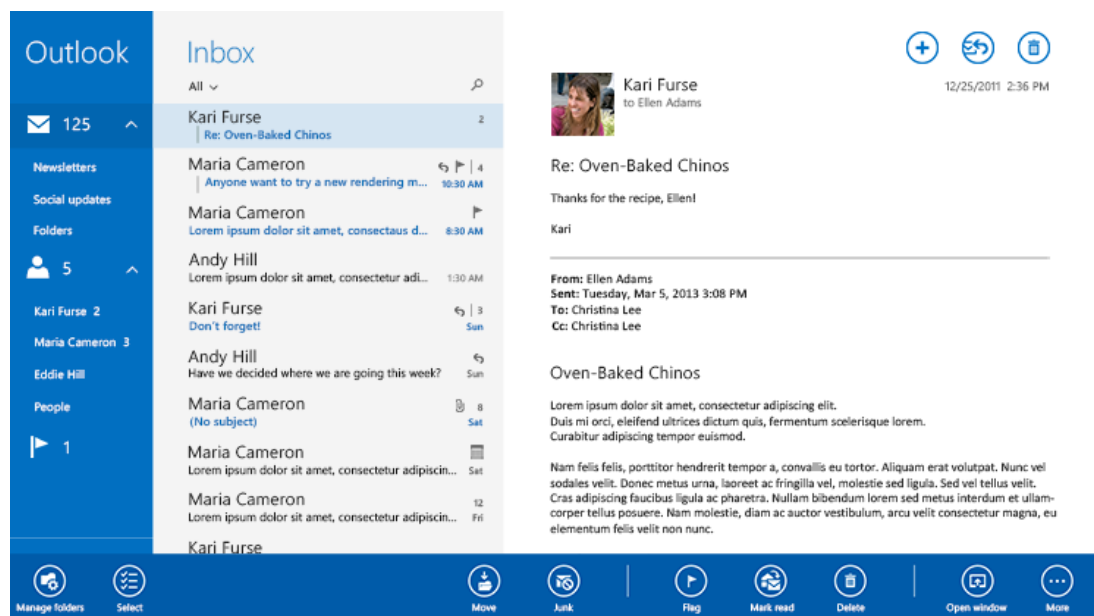 Outlook
125
Newsletters
Social updates
Folders
5
Kari Furse 2
Maria Cameron 3
Eddie Hill
People
1
Inbox
All
Kari Furse 2
Re: Oven-Baked Chinos
Maria Cameron 4
Anyone want to try a new rendering m... 10:30 AM
Maria Cameron
Lorem ipsum dolor sit amet, consectaus d... 8:30 AM
Andy Hill
Lorem ipsum dolor sit amet, consectetur adi... 1:30 AM
Kari Furse 3
Don't forget! Sun
Andy Hill
Have we decided where we are going this week? Sun
Maria Cameron 8
(No subject) Sat
Maria Cameron
Lorem ipsum dolor sit amet, consectetur adipiscin... Sat
Maria Cameron 12
Lorem ipsum dolor sit amet, consectetur adipiscin... Fri
Kari Furse
Kari Furse 12/25/2011 2:36 PM
to Ellen Adams
Re: Oven-Baked Chinos
Thanks for the recipe, Ellen!
Kari
From: Ellen Adams
Sent: Tuesday, Mar 5, 2013 3:08 PM
To: Christina Lee
Cc: Christina Lee
Oven-Baked Chinos
Lorem ipsum dolor sit amet, consectetur adipiscing elit.
Duis mi orci, eleifend ultrices dictum quis, fermentum scelerisque lorem.
Curabitur adipiscing tempor euismod.
Nam felis felis, porttitor hendrerit tempor a, convallis eu tortor. Aliquam erat volutpat. Nunc vel
sodales velit. Donec metus urna, laoreet ac fringilla vel, molestie sed ligula. Sed vel tellus velit.
Cras adipiscing faucibus ligula ac pharetra. Nullam bibendum lorem sed metus interdum et ullam-
corper tellus posuere. Nam molestie, diam ac auctor vestibulum, arcu velit consectetur magna, eu
elementum felis velit non nunc.
Manage folders Select Move Junk Flag Mark read Delete Open window More